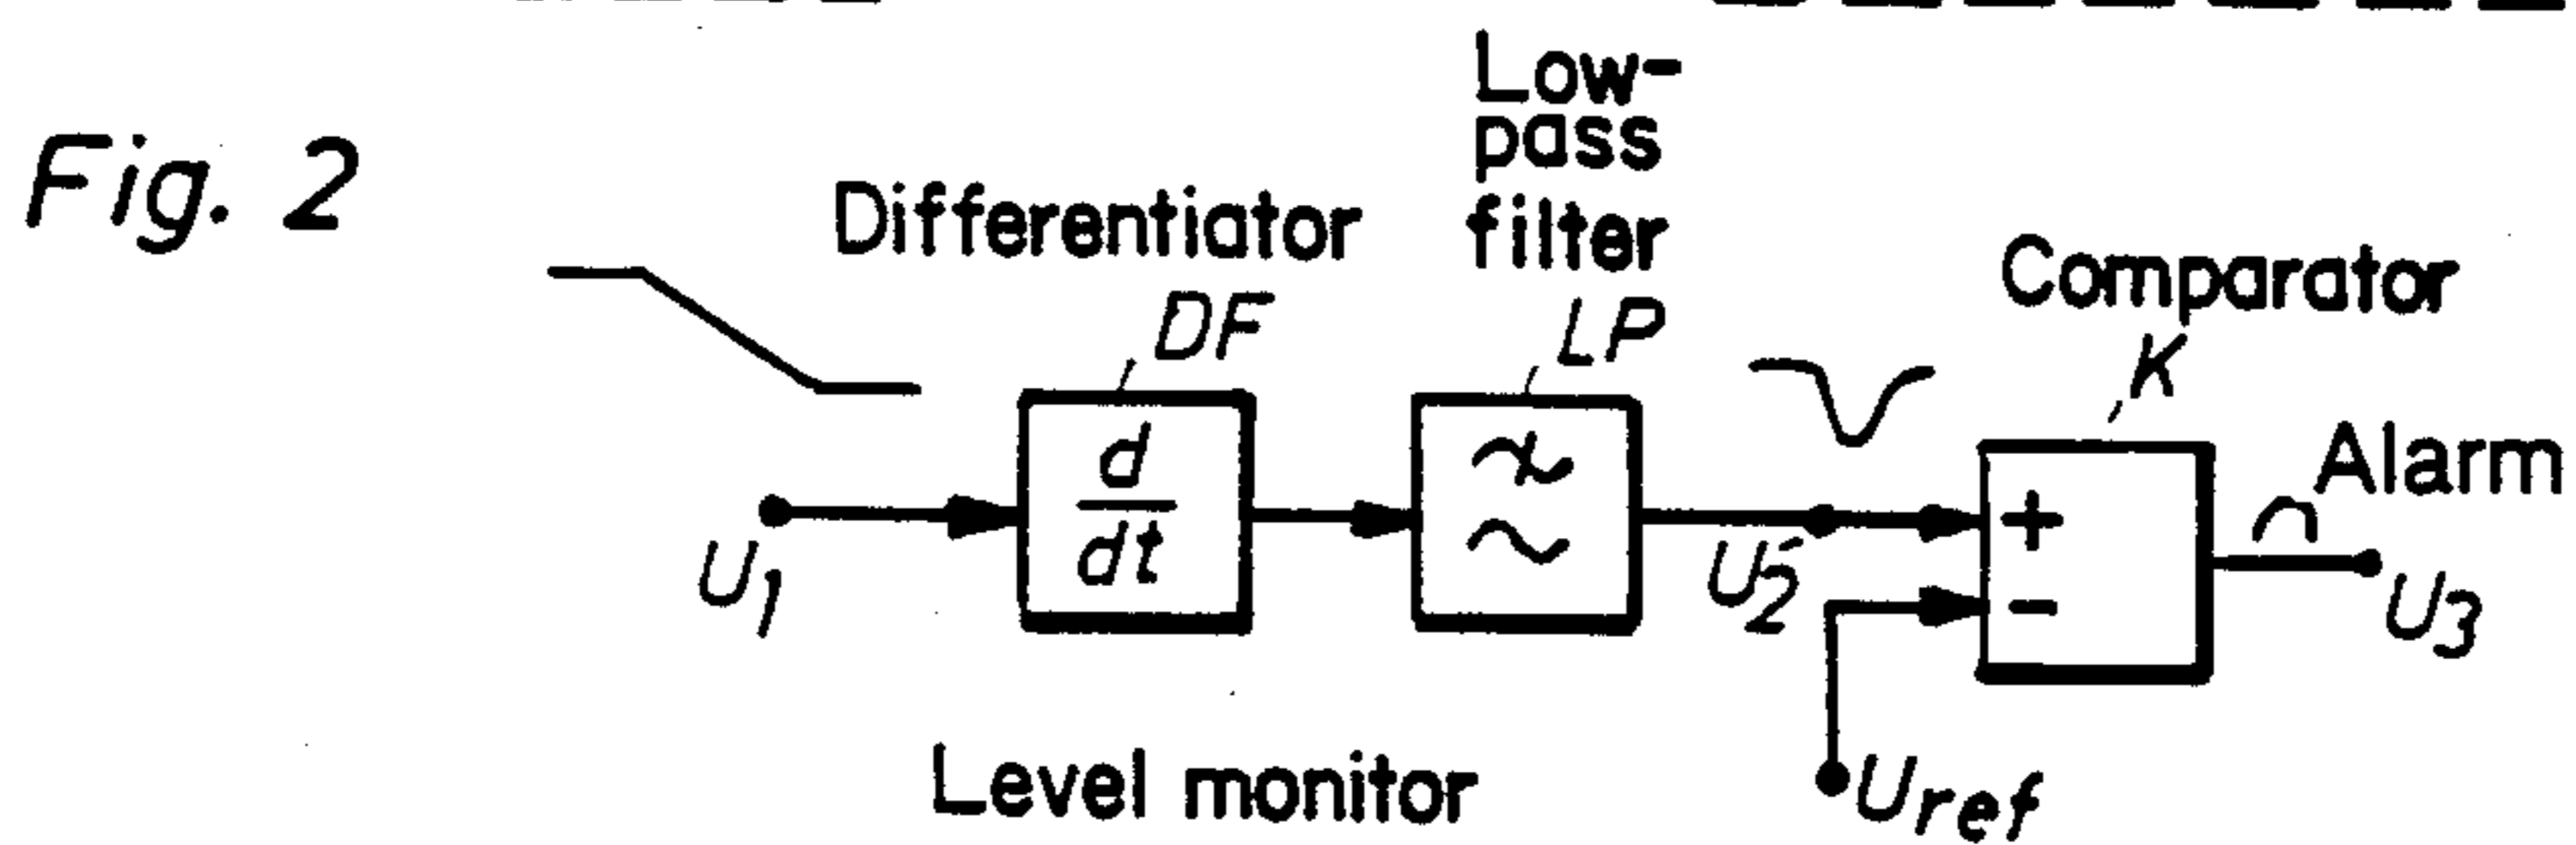 Fig. 2
Differentiator
DF
Low-
pass
filter
LP
Comparator
K
Alarm
d
dt
+
-
U1
U2
U3
Uref
Level monitor